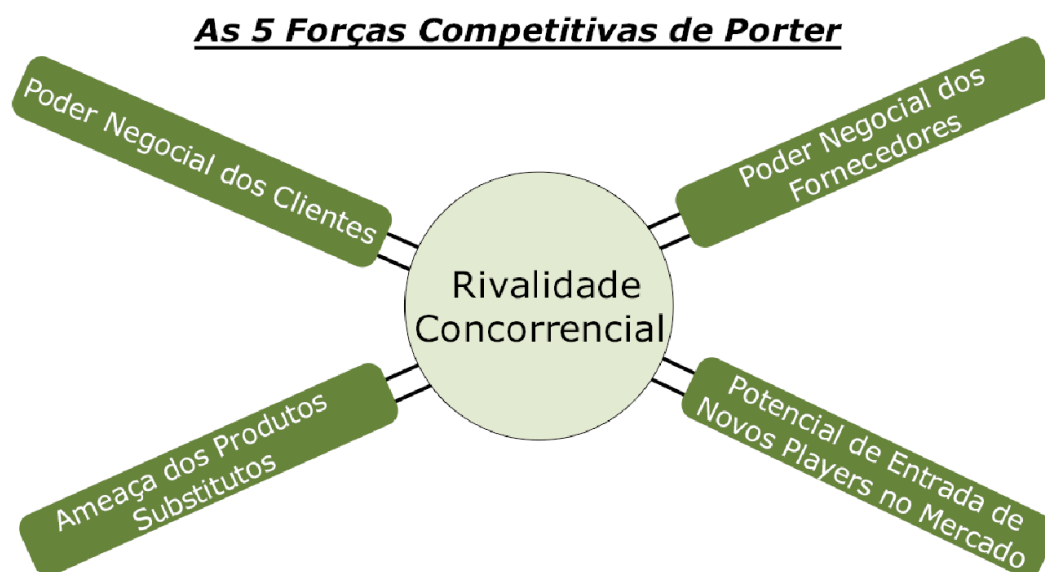 As 5 Forças Competitivas de Porter
Poder Negocial dos Clientes
Poder Negocial dos
Fornecedores
Rivalidade
Concorrencial
Ameaça dos Produtos
Substitutos
Potencial de Entrada de
Novos Players no Mercado